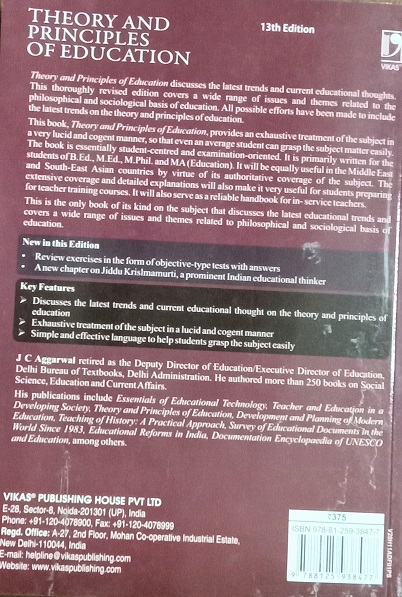 THEORY AND
PRINCIPLES
OF EDUCATION
13th Edition
VIKAS®
Theory and Principles of Education discusses the latest trends and current educational thoughts.
This thoroughly revised edition covers a wide range of issues and themes related to the
philosophical and sociological basis of education. All possible efforts have been made to include
the latest trends on the theory and principles of education.
This book, Theory and Principles of Education, provides an exhaustive treatment of the subject in
a very lucid and cogent manner, so that even an average student can grasp the subject matter easily.
The book is essentially student-centred and examination-oriented. It is primarily written for the
students of B.Ed., M.Ed., M.Phil. and MA (Education). It will be equally useful in the Middle East
and South-East Asian countries by virtue of its authoritative coverage of the subject. The
extensive coverage and detailed explanations will also make it very useful for students preparing
for teacher training courses. It will also serve as a reliable handbook for in- service teachers.
This is the only book of its kind on the subject that discusses the latest educational trends and
covers a wide range of issues and themes related to philosophical and sociological basis of
education.
New in this Edition
• Review exercises in the form of objective-type tests with answers
• A new chapter on Jiddu Krislmamurti, a prominent Indian educational thinker
Key Features
➢ Discusses the latest trends and current educational thought on the theory and principles of
education
➢ Exhaustive treatment of the subject in a lucid and cogent manner
➢ Simple and effective language to help students grasp the subject easily
J C Aggarwal retired as the Deputy Director of Education/Executive Director of Education,
Delhi Bureau of Textbooks, Delhi Administration. He authored more than 250 books on Social
Science, Education and Current Affairs.
His publications include Essentials of Educational Technology, Teacher and Education in a
Developing Society, Theory and Principles of Education, Development and Planning of Modern
Education, Teaching of History: A Practical Approach, Survey of Educational Documents in the
World Since 1983, Educational Reforms in India, Documentation Encyclopaedia of UNESCO
and Education, among others.
VIKAS® PUBLISHING HOUSE PVT LTD
E-28, Sector-8, Noida-201301 (UP), India
Phone: +91-120-4078900, Fax: +91-120-4078999
Regd. Office: A-27, 2nd Floor, Mohan Co-operative Industrial Estate,
New Delhi-110044, India
E-mail: helpline@vikaspublishing.com
Website: www.vikaspublishing.com
₹375
ISBN 978-81-259-3847-7
9 788125 938477